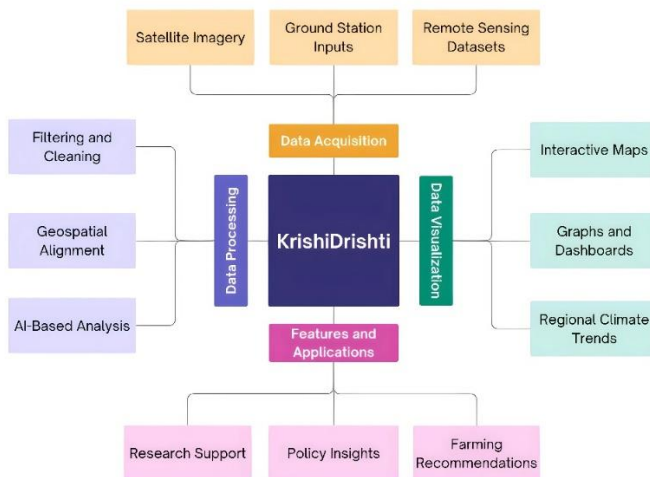 Satellite Imagery
Ground Station
Inputs
Remote Sensing
Datasets
Data Acquisition
Filtering and
Cleaning
Geospatial
Alignment
AI-Based Analysis
Data Processing
KrishiDrishti
Data Visualization
Interactive Maps
Graphs and
Dashboards
Regional Climate
Trends
Features and
Applications
Research Support
Policy Insights
Farming
Recommendations